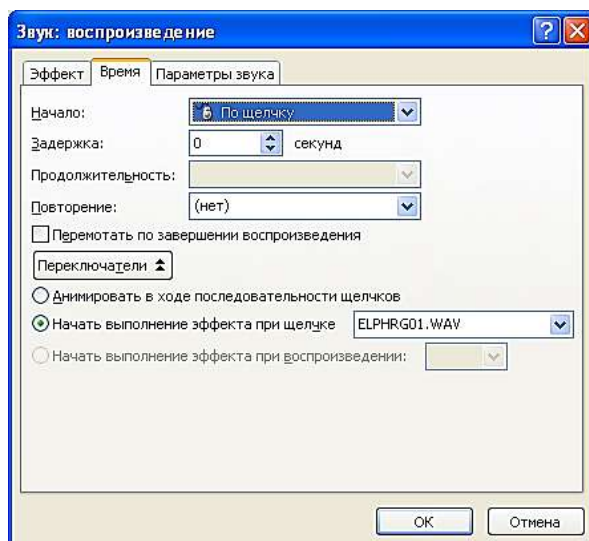 Звук: воспроизведение
Эффект Время Параметры звука
Начало: По щелчку
Задержка: 0 секунд
Продолжительность:
Повторение: (нет)
Перемотать по завершении воспроизведения
Переключатели
Анимировать в ходе последовательности щелчков
Начать выполнение эффекта при щелчке ELPHRG01.WAV
Начать выполнение эффекта при воспроизведении:
ОК Отмена